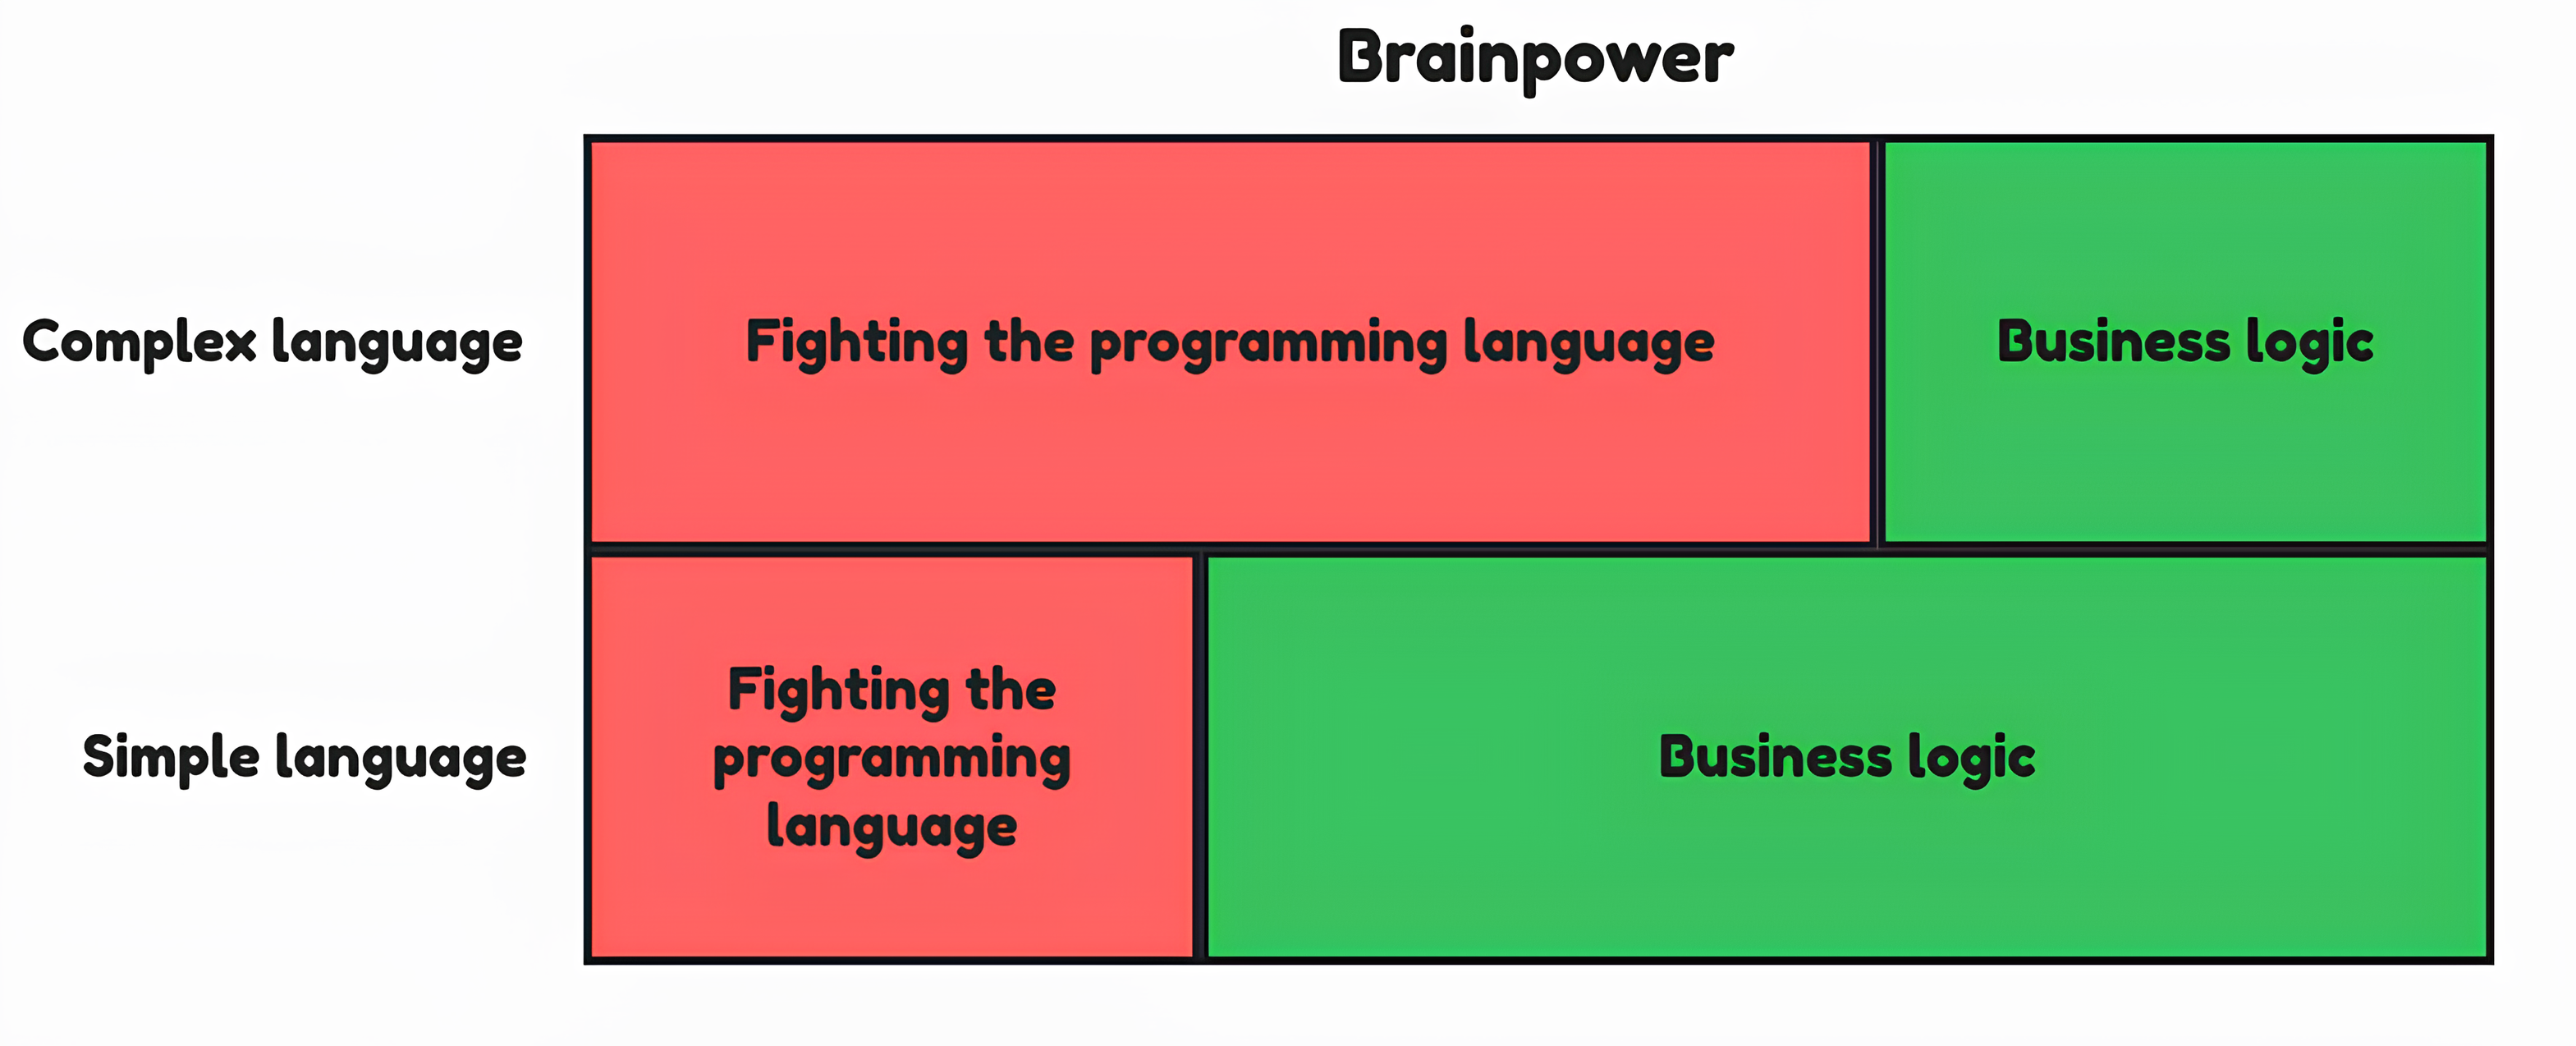 Brainpower
Complex language
Fighting the programming language
Business logic
Simple language
Fighting the
programming
language
Business logic